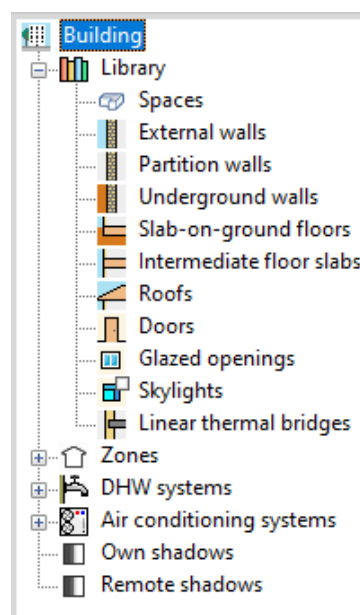 Building
Library
Spaces
External walls
Partition walls
Underground walls
Slab-on-ground floors
Intermediate floor slabs
Roofs
Doors
Glazed openings
Skylights
Linear thermal bridges
Zones
DHW systems
Air conditioning systems
Own shadows
Remote shadows